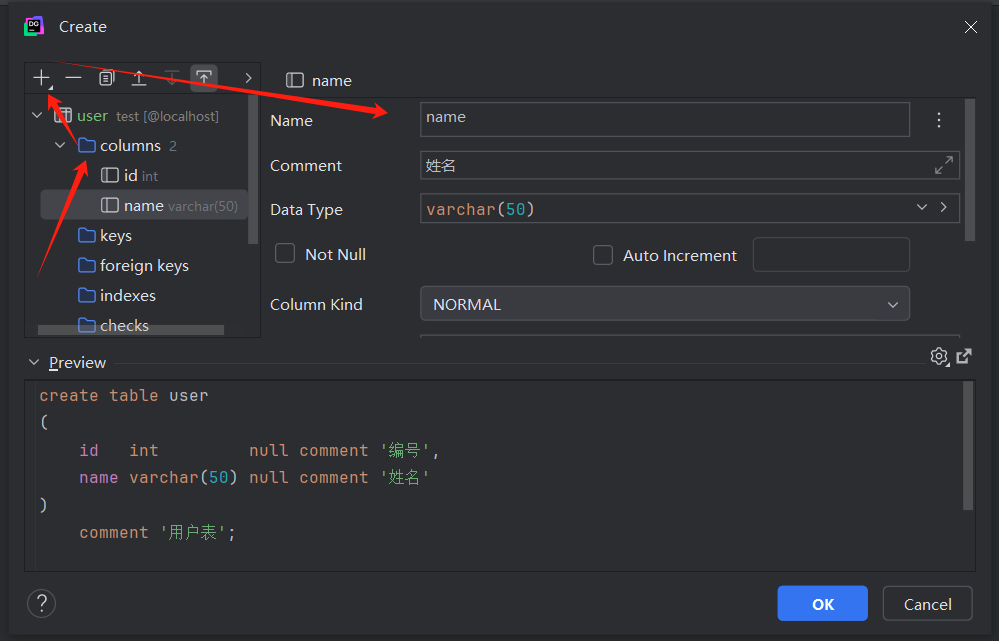 DG
Create
user test [@localhost]
columns 2
id int
name varchar(50)
keys
foreign keys
indexes
checks
name
Name name
Comment 姓名
Data Type varchar(50)
Not Null Auto Increment
Column Kind NORMAL
Preview
create table user
(
id int null comment '编号',
name varchar(50) null comment '姓名'
)
comment '用户表';
?
OK Cancel